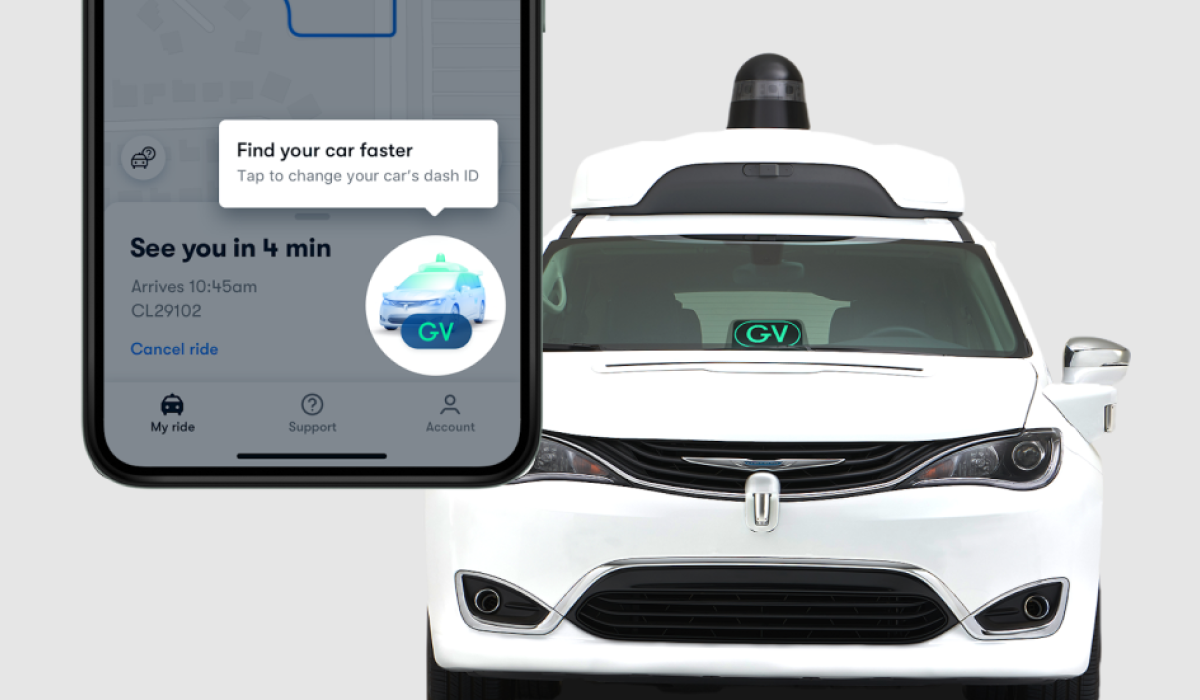 Find your car faster
Tap to change your car's dash ID
See you in 4 min
Arrives 10:45am
CL29102
Cancel ride
GV
My ride
Support
Account
GV